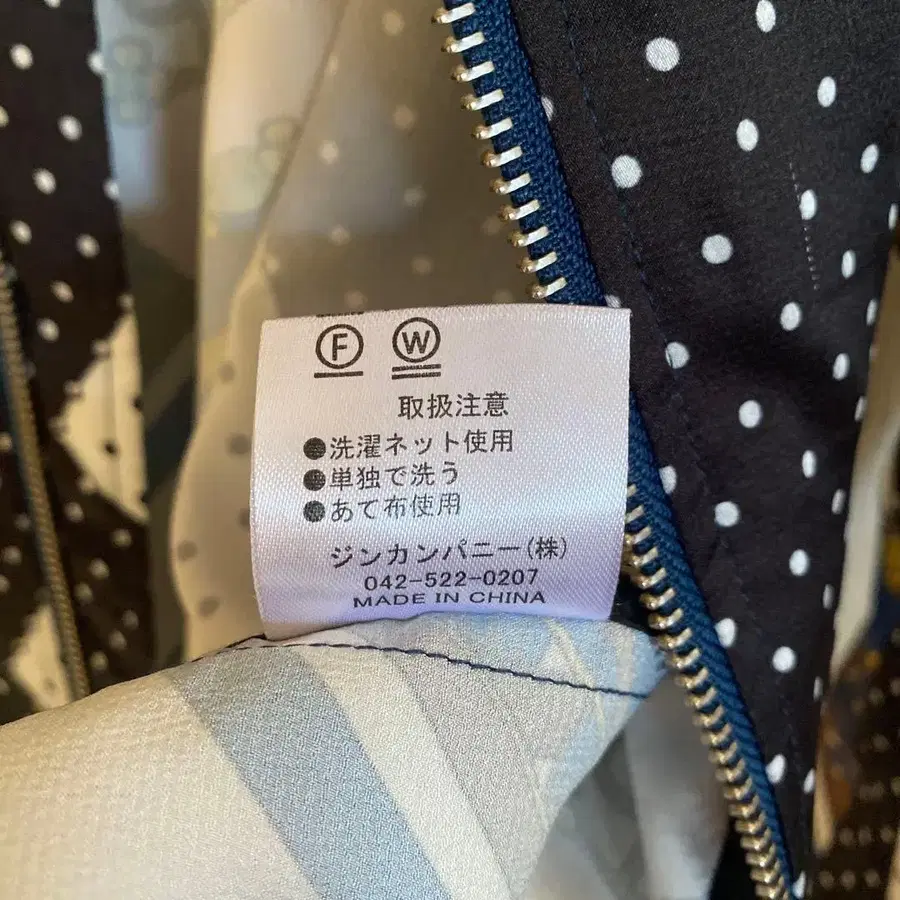 F W
取扱注意
●洗濯ネット使用
●単独で洗う
●あて布使用
ジンカンパニー(株)
042-522-0207
MADE IN CHINA